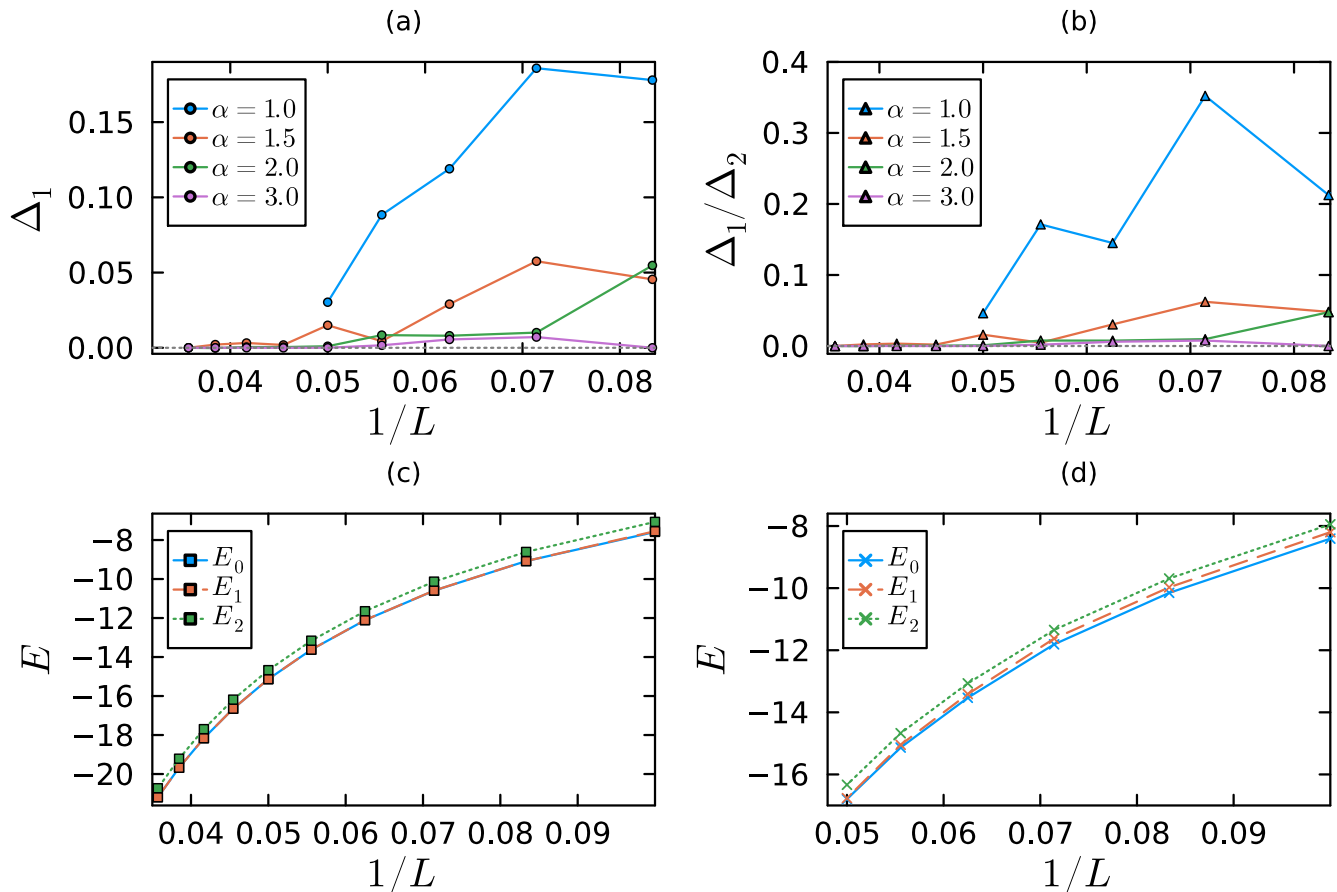 (a)
Δ₁
0.15
0.10
0.05
0.00
α = 1.0
α = 1.5
α = 2.0
α = 3.0
0.04 0.05 0.06 0.07 0.08
1/L
(b)
Δ₁/Δ₂
0.4
0.3
0.2
0.1
0.0
α = 1.0
α = 1.5
α = 2.0
α = 3.0
0.04 0.05 0.06 0.07 0.08
1/L
(c)
E
−8
−10
−12
−14
−16
−18
−20
E₀
E₁
E₂
0.04 0.05 0.06 0.07 0.08 0.09
1/L
(d)
E
−8
−10
−12
−14
−16
E₀
E₁
E₂
0.05 0.06 0.07 0.08 0.09
1/L